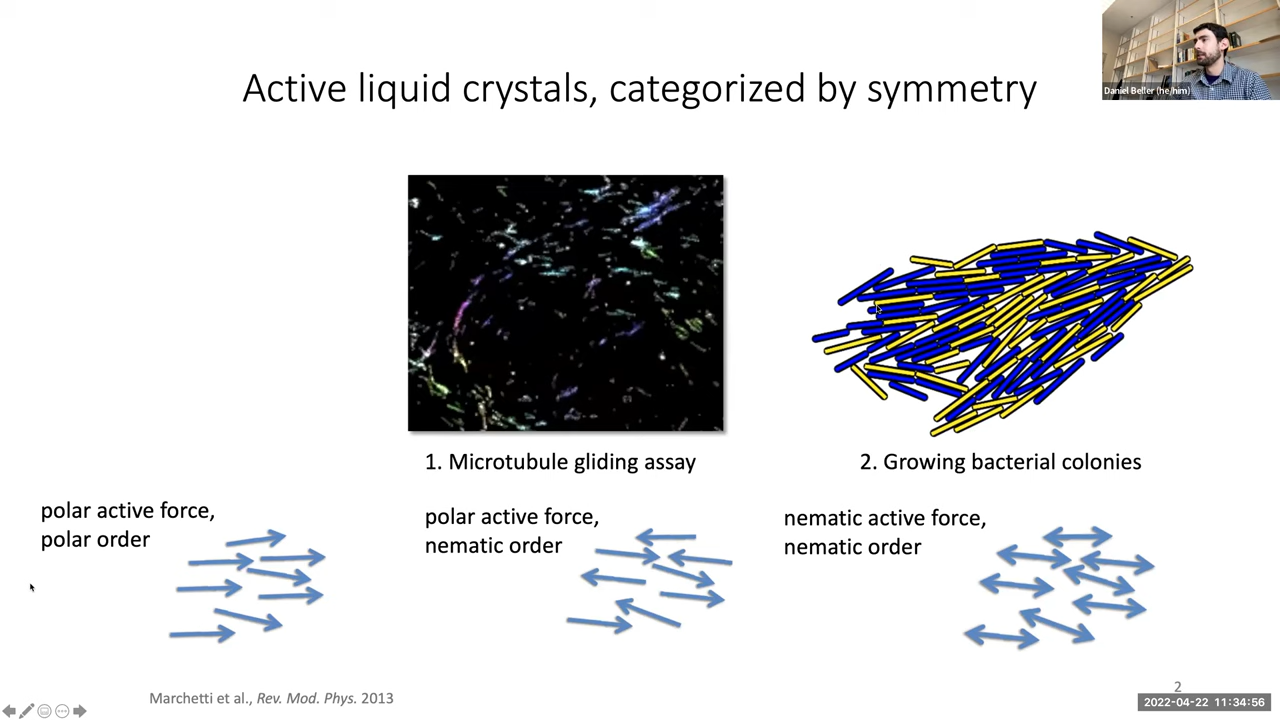 Active liquid crystals, categorized by symmetry
Daniel Beller (he/him)
1. Microtubule gliding assay
2. Growing bacterial colonies
polar active force,
polar order
polar active force,
nematic order
nematic active force,
nematic order
Marchetti et al., Rev. Mod. Phys. 2013
2
2022-04-22 11:34:56